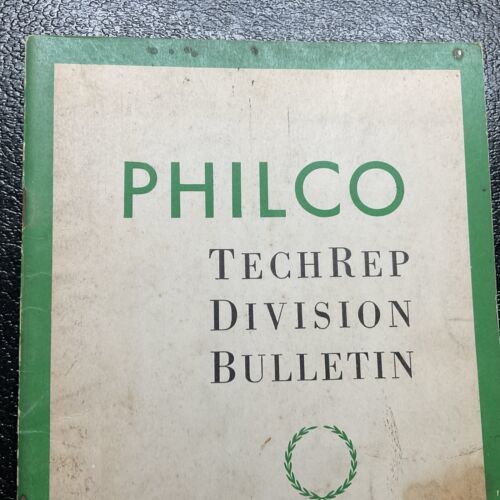 PHILCO
TECHREP
DIVISION
BULLETIN